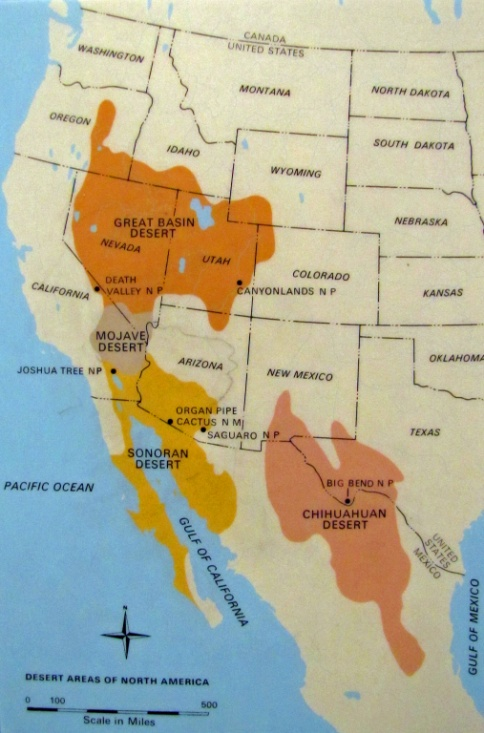 CANADA
UNITED STATES
WASHINGTON
MONTANA
NORTH DAKOTA
OREGON
IDAHO
SOUTH DAKOTA
WYOMING
NEBRASKA
GREAT BASIN
DESERT
NEVADA
UTAH
COLORADO
KANSAS
CALIFORNIA
DEATH
VALLEY N P
CANYONLANDS N P
MOJAVE
DESERT
ARIZONA
NEW MEXICO
OKLAHOMA
JOSHUA TREE NP
TEXAS
ORGAN PIPE
CACTUS N M
SAGUARO N P
SONORAN
DESERT
PACIFIC OCEAN
BIG BEND N P
CHIHUAHUAN
DESERT
GULF OF CALIFORNIA
UNITED
STATES
MEXICO
GULF OF MEXICO
N
DESERT AREAS OF NORTH AMERICA
0 100 500
Scale in Miles